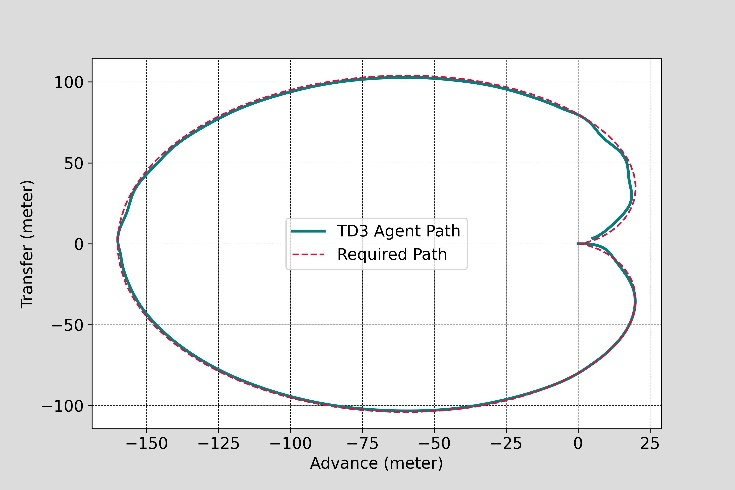 100
50
0
−50
−100
Transfer (meter)
TD3 Agent Path
Required Path
−150 −125 −100 −75 −50 −25 0 25
Advance (meter)